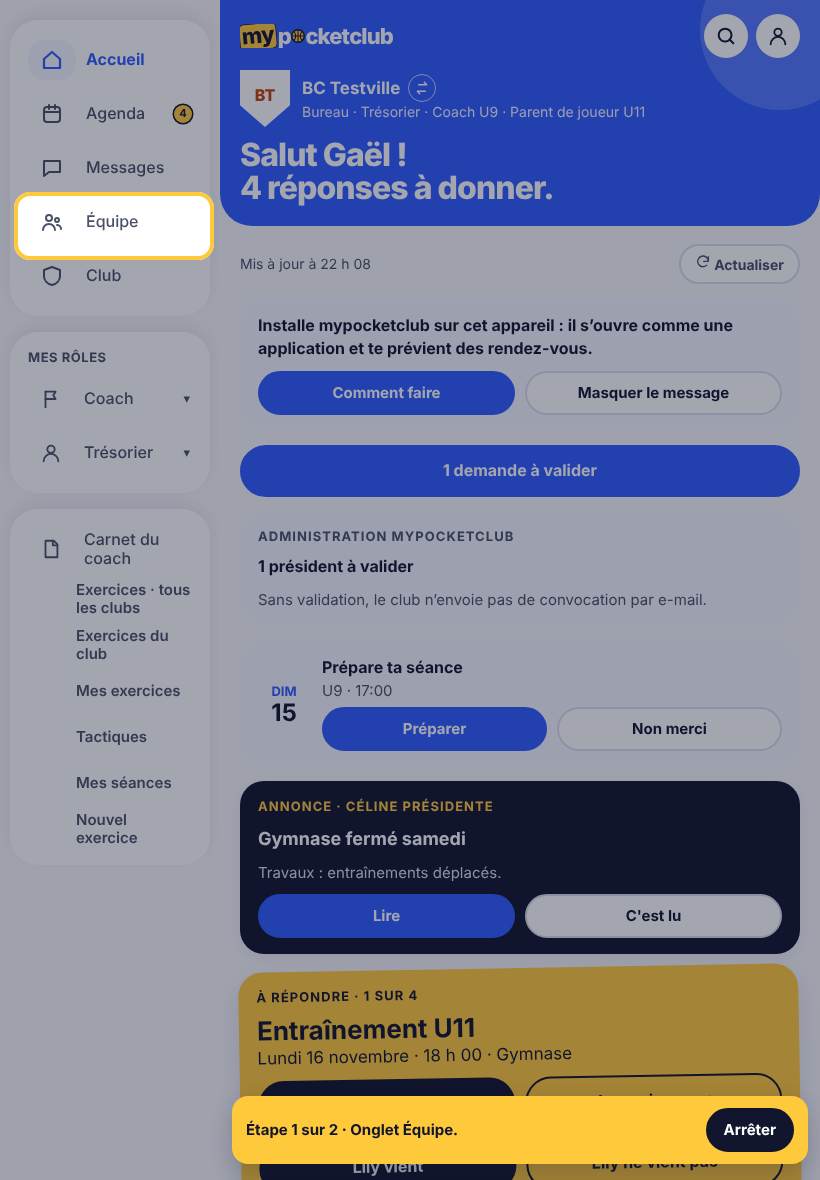 Accueil
Agenda
4
Messages
Équipe
Club
MES RÔLES
Coach ▾
Trésorier ▾
Carnet du
coach
Exercices · tous
les clubs
Exercices du
club
Mes exercices
Tactiques
Mes séances
Nouvel
exercice
mypocketclub
BT
BC Testville
Bureau · Trésorier · Coach U9 · Parent de joueur U11
Salut Gaël !
4 réponses à donner.
Mis à jour à 22 h 08
Actualiser
Installe mypocketclub sur cet appareil : il s’ouvre comme une
application et te prévient des rendez-vous.
Comment faire
Masquer le message
1 demande à valider
ADMINISTRATION MYPOCKETCLUB
1 président à valider
Sans validation, le club n’envoie pas de convocation par e-mail.
DIM
15
Prépare ta séance
U9 · 17:00
Préparer
Non merci
ANNONCE · CÉLINE PRÉSIDENTE
Gymnase fermé samedi
Travaux : entraînements déplacés.
Lire
C'est lu
À RÉPONDRE · 1 SUR 4
Entraînement U11
Lundi 16 novembre · 18 h 00 · Gymnase
Étape 1 sur 2 · Onglet Équipe.
Arrêter
Lily vient
Lily ne vient pas